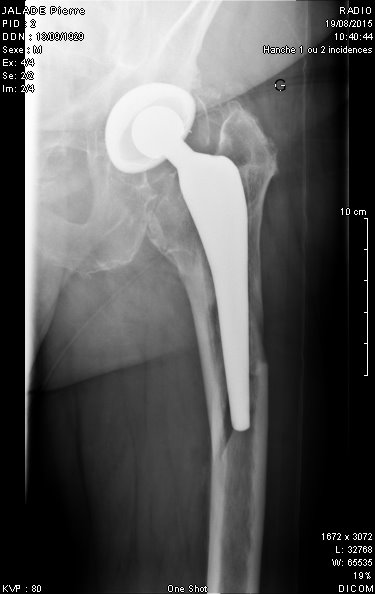 JALADE Pierre
PID : 2
DDN : 18/09/1929
Sexe : M
Ex: 4/4
Se: 2/2
Im: 2/4
RADIO
19/08/2015
10:40:44
Hanche 1 ou 2 incidences
G
10 cm
1672 x 3072
L: 32768
W: 65535
19%
KVP : 80
One Shot
DICOM